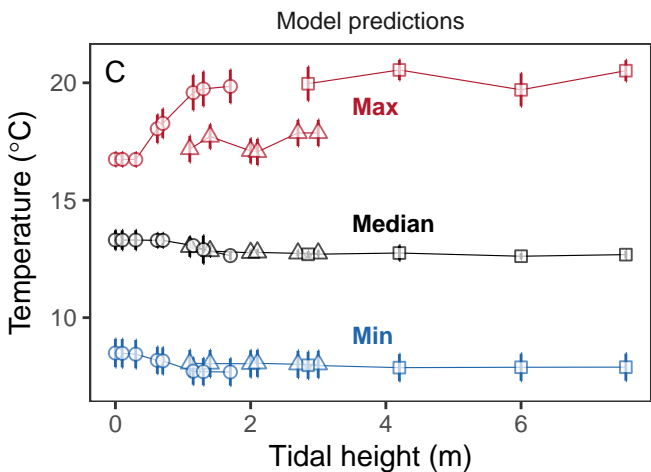 Model predictions
C
20
15
10
Temperature (°C)
Max
Median
Min
0
2
4
6
Tidal height (m)